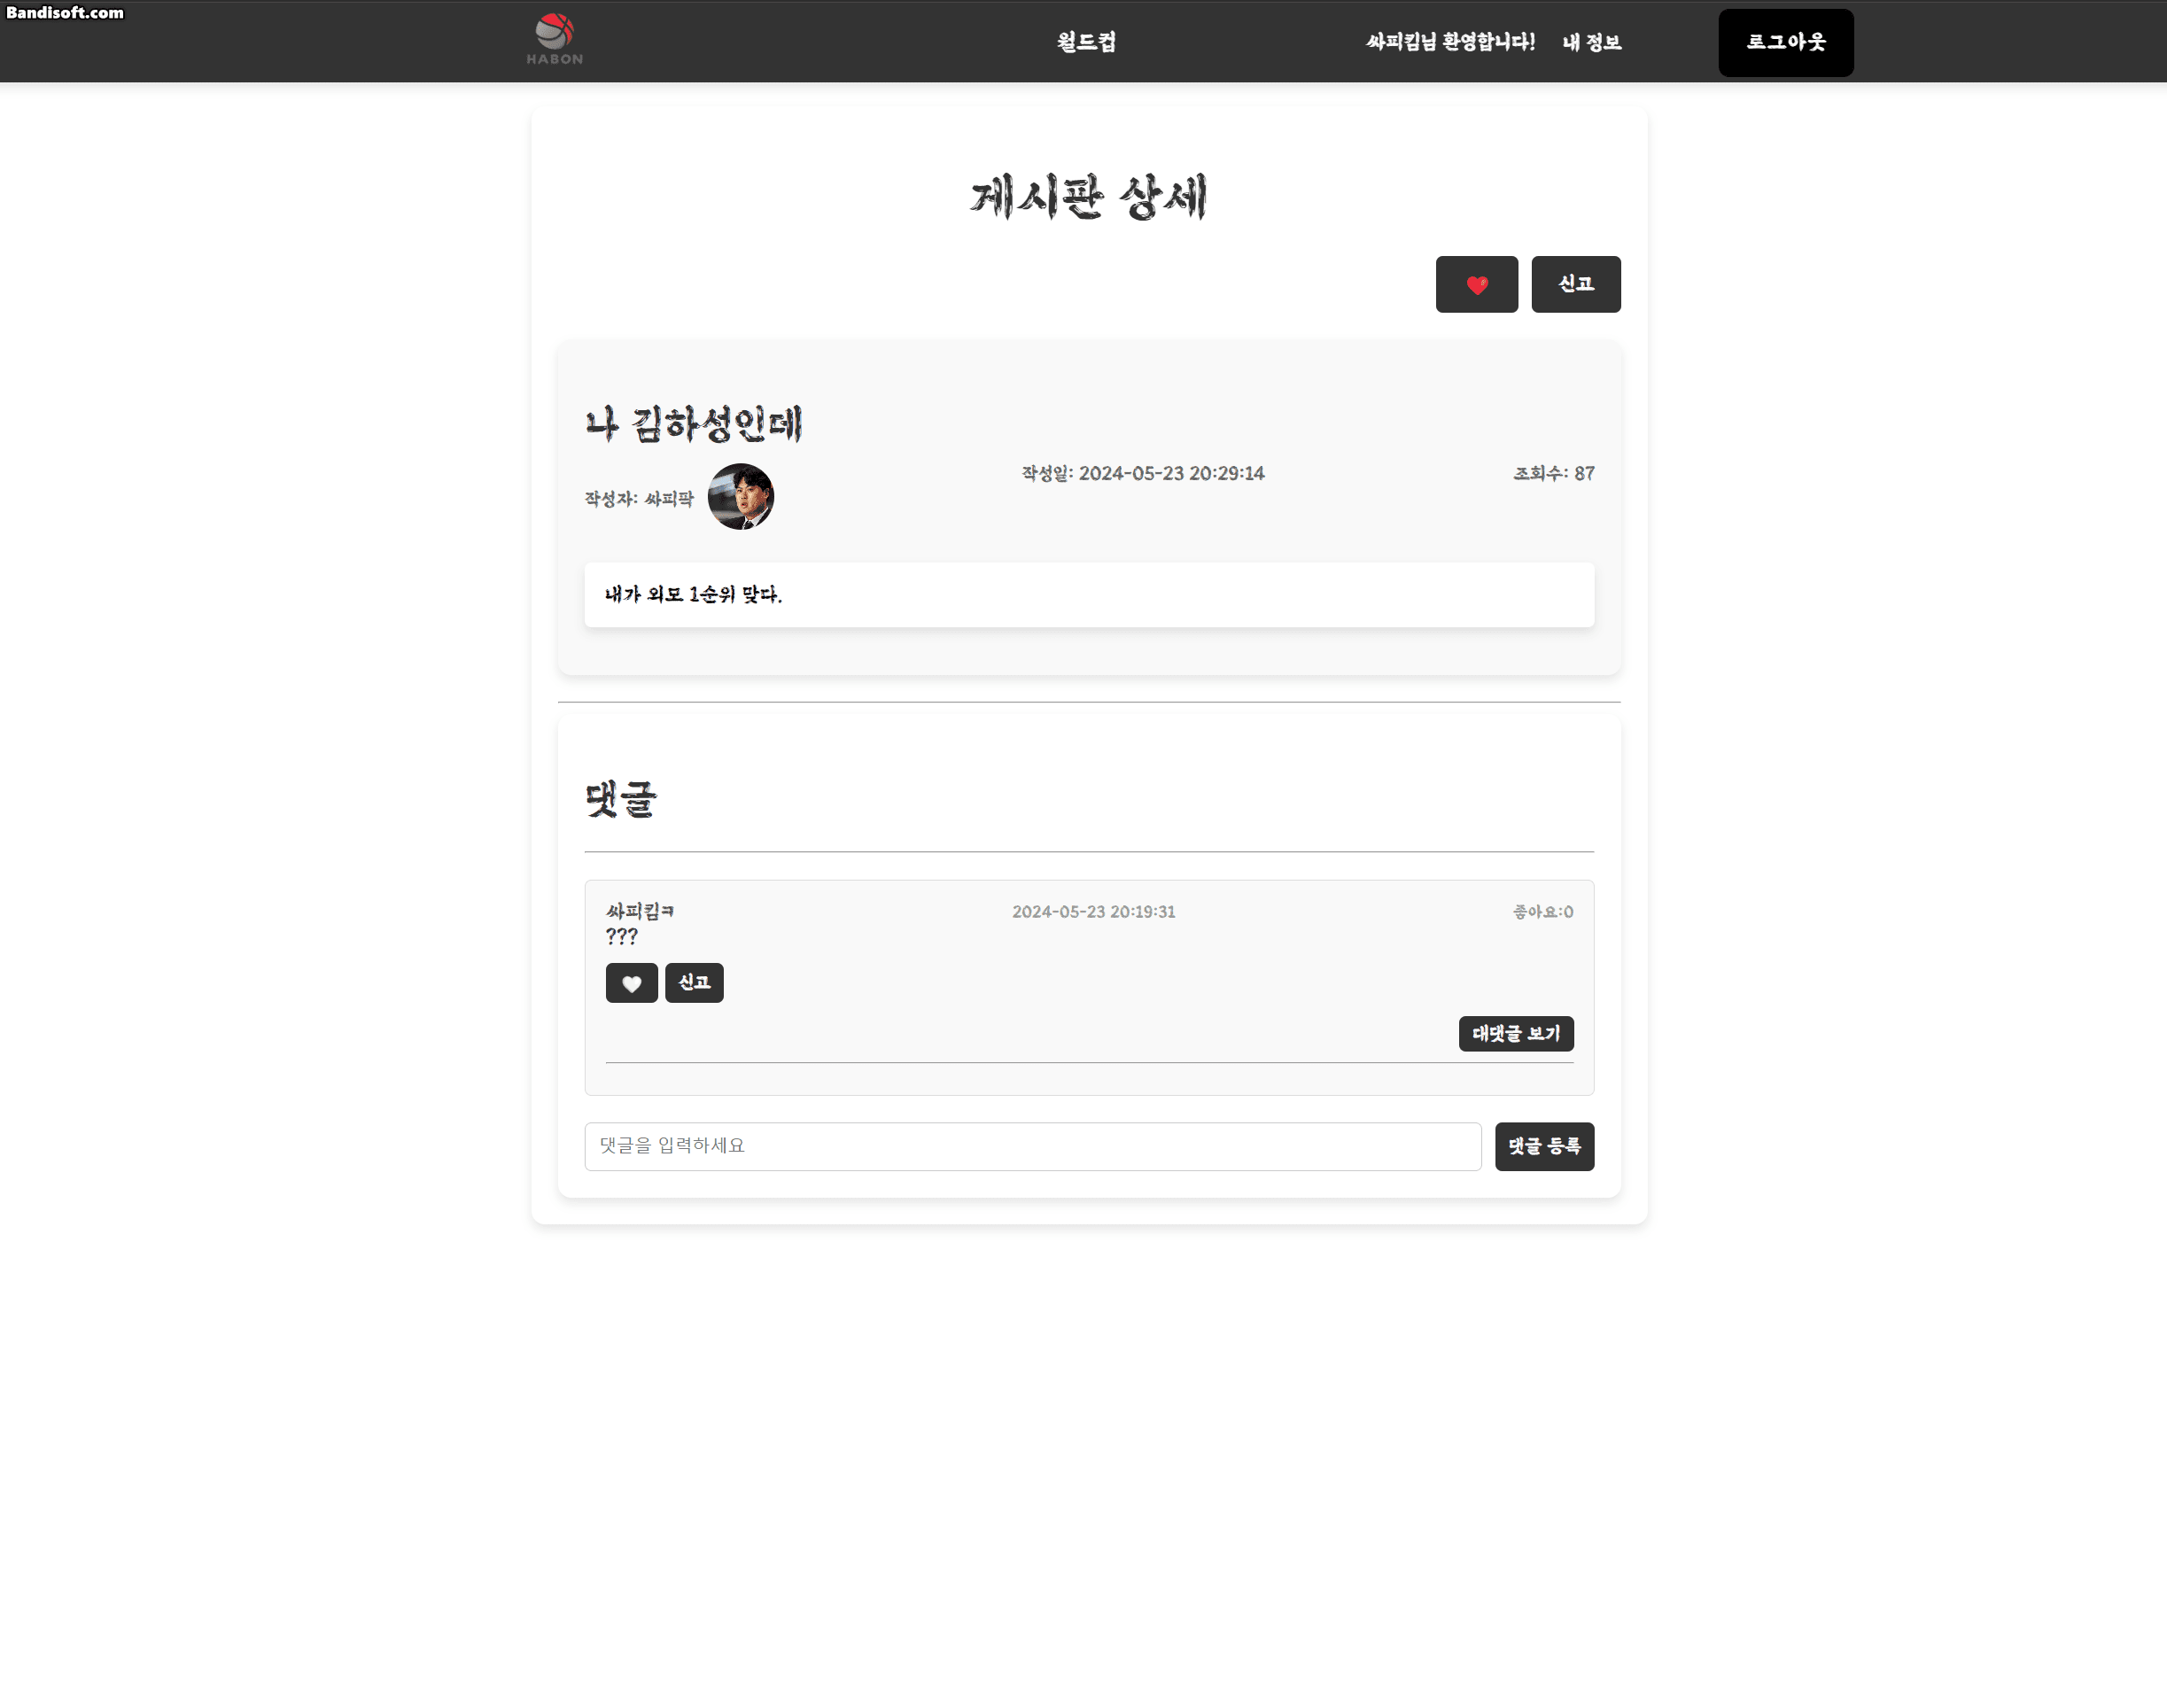 Bandisoft.com
HABON
월드컵
싸피킴님 환영합니다!
내 정보
로그아웃
게시판 상세
신고
나 김하성인데
작성자: 싸피팍
작성일: 2024-05-23 20:29:14
조회수: 87
내가 외모 1순위 맞다.
댓글
싸피킴ㅋ
2024-05-23 20:19:31
좋아요:0
???
신고
대댓글 보기
댓글을 입력하세요
댓글 등록